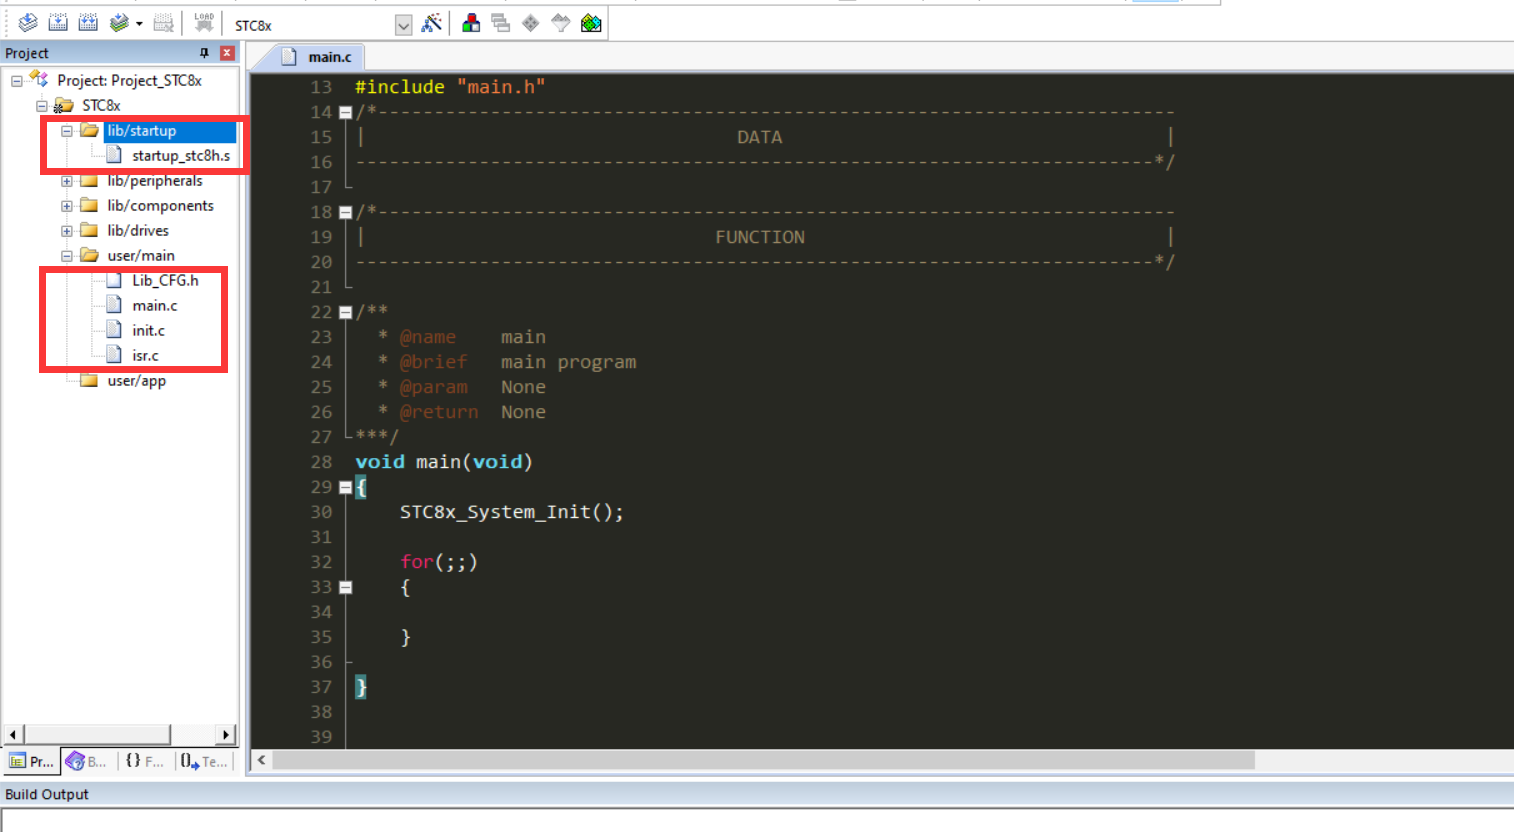 LOAD
STC8x
Project
Project: Project_STC8x
STC8x
lib/startup
startup_stc8h.s
lib/peripherals
lib/components
lib/drives
user/main
Lib_CFG.h
main.c
init.c
isr.c
user/app
Pr...
B...
{} F...
Te...
main.c
13 #include "main.h"
14 /*-----------------------------------------------------------------------
15 | DATA |
16 -----------------------------------------------------------------------*/
17
18 /*-----------------------------------------------------------------------
19 | FUNCTION |
20 -----------------------------------------------------------------------*/
21
22 /**
23 * @name main
24 * @brief main program
25 * @param None
26 * @return None
27 ***/
28 void main(void)
29 {
30 STC8x_System_Init();
31
32 for(;;)
33 {
34
35 }
36
37 }
38
39
Build Output